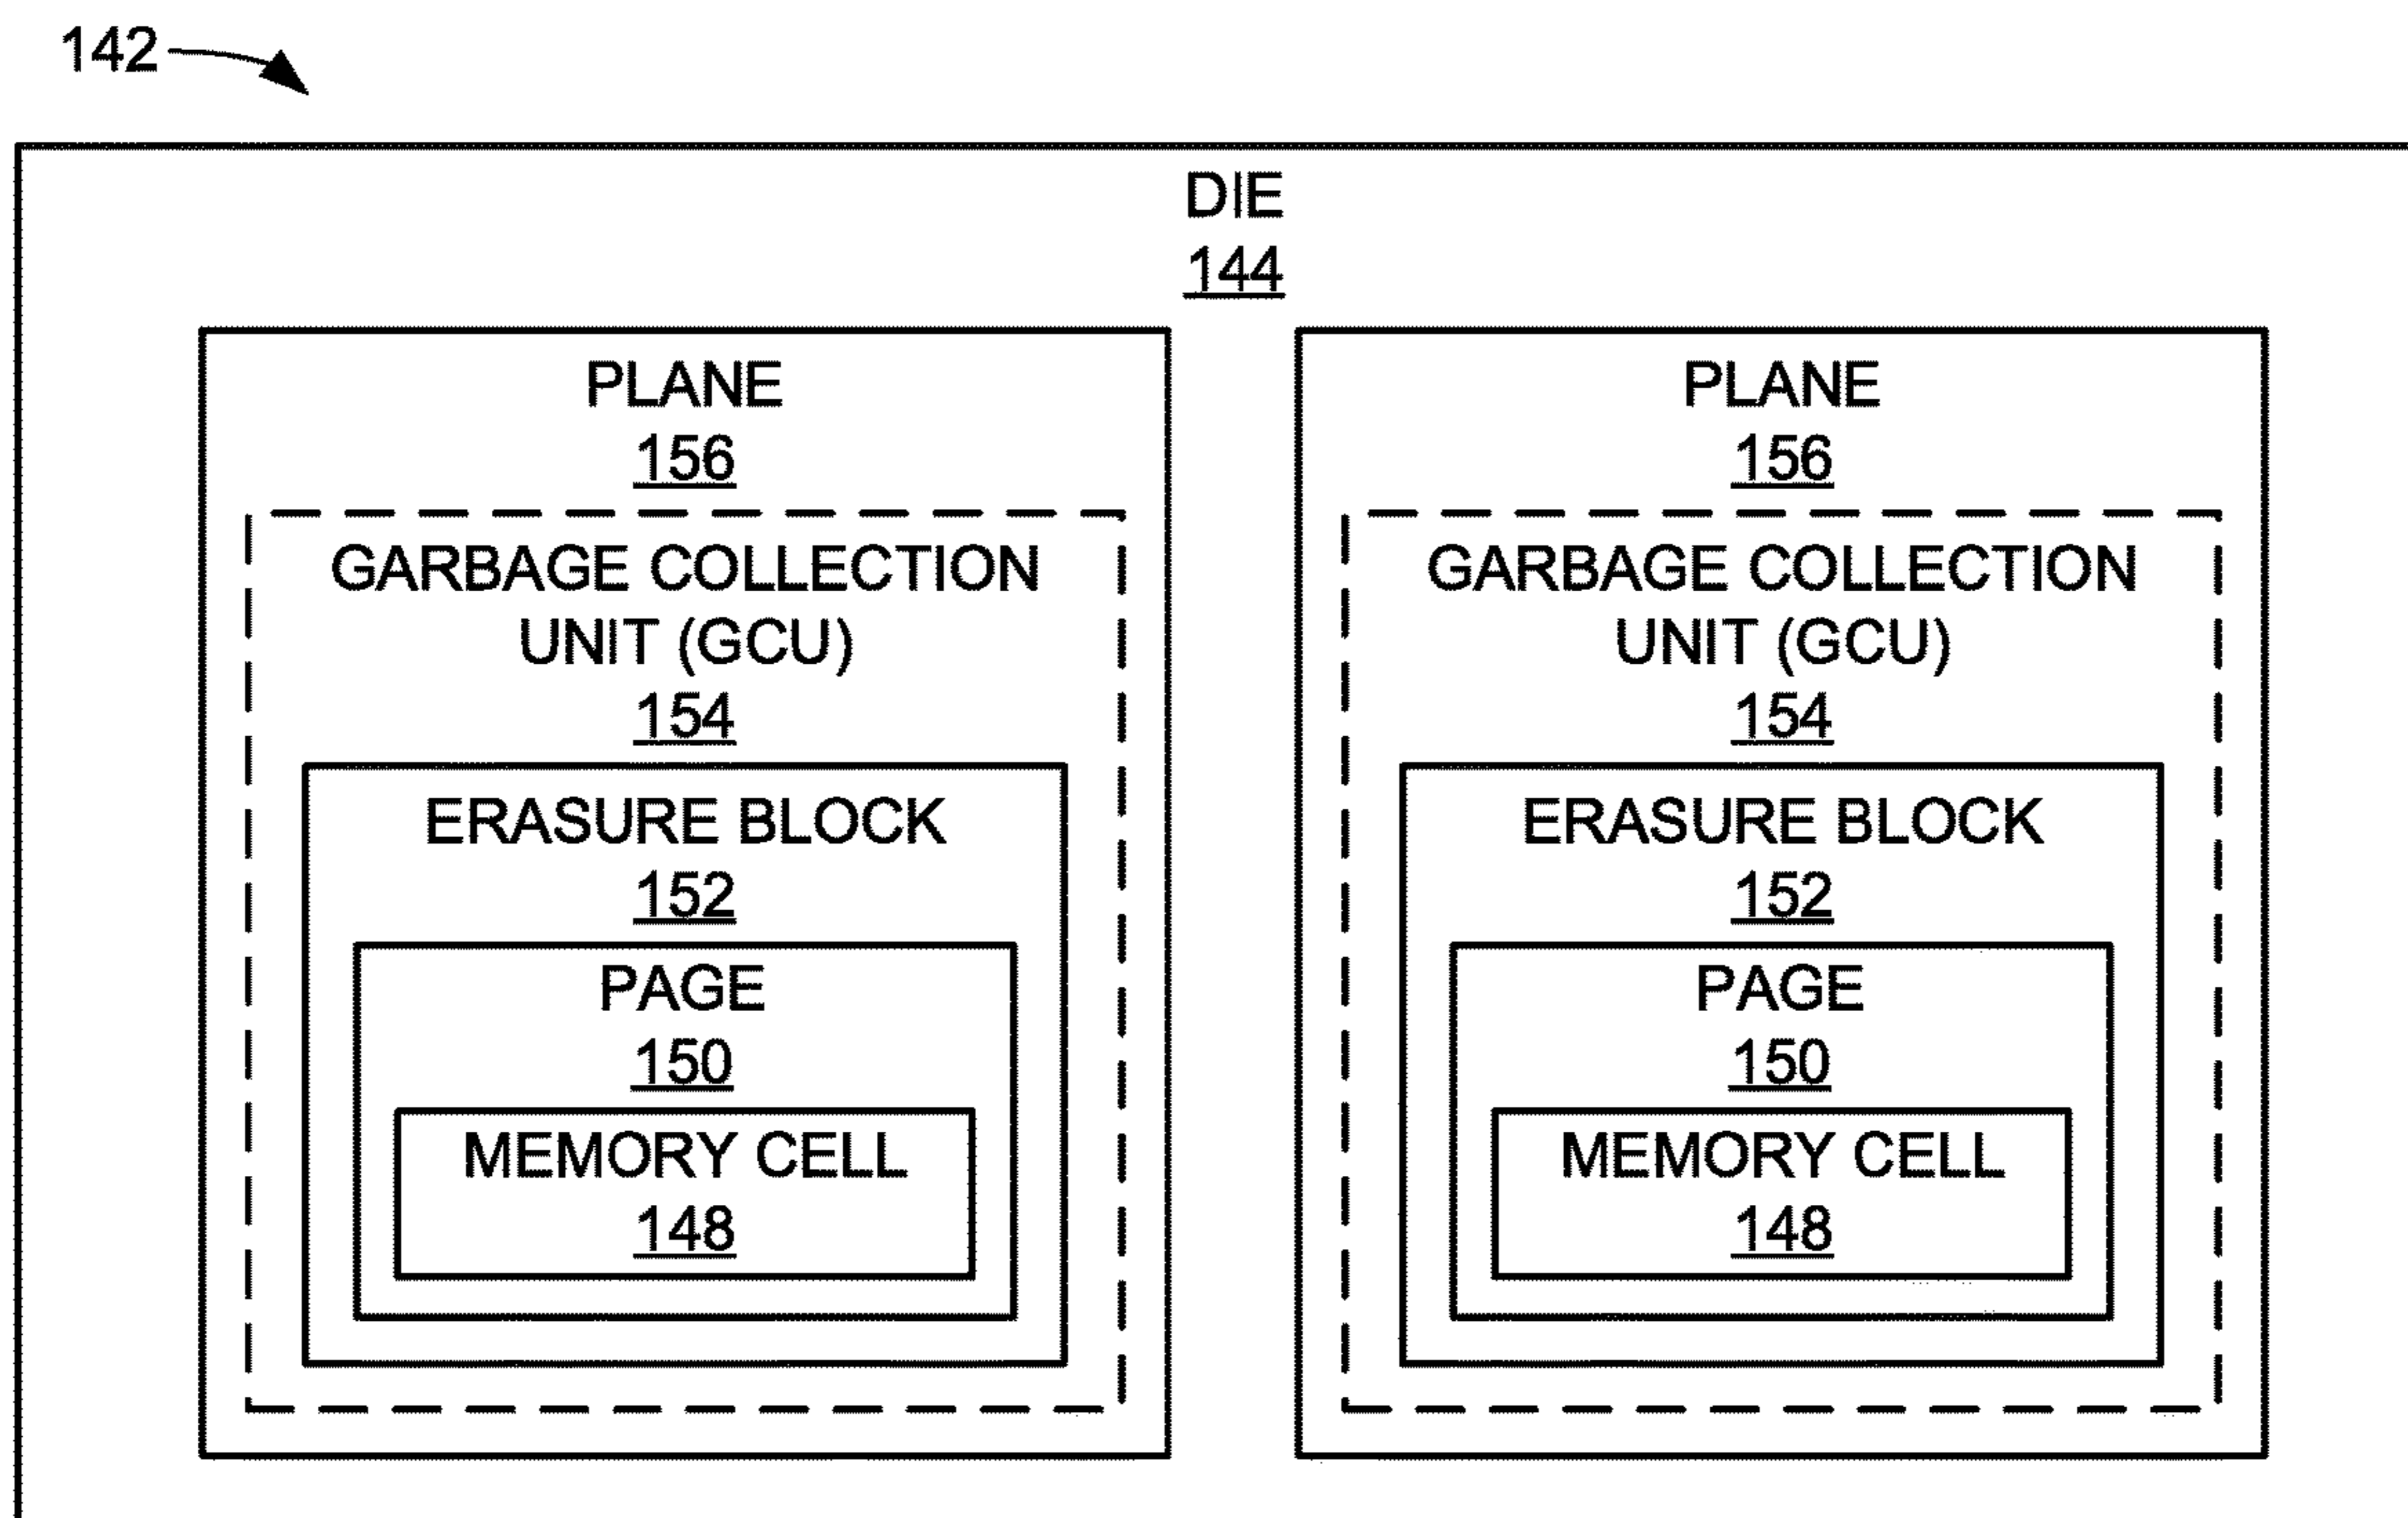 142
DIE
144
PLANE
156
GARBAGE COLLECTION
UNIT (GCU)
154
ERASURE BLOCK
152
PAGE
150
MEMORY CELL
148
PLANE
156
GARBAGE COLLECTION
UNIT (GCU)
154
ERASURE BLOCK
152
PAGE
150
MEMORY CELL
148